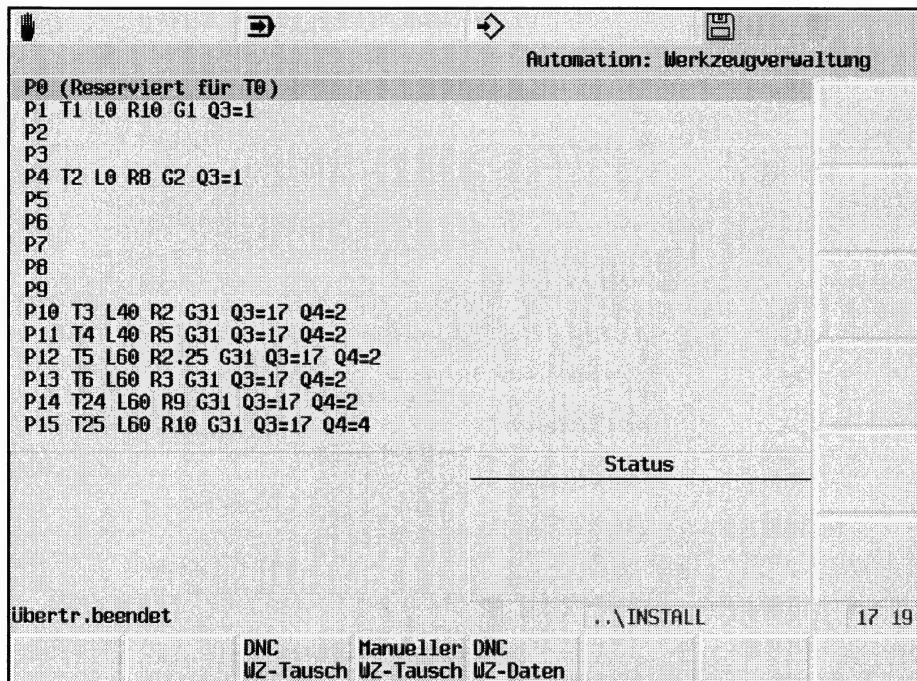 Automation: Werkzeugverwaltung
P0 (Reserviert für T0)
P1 T1 L0 R10 G1 Q3=1
P2
P3
P4 T2 L0 R8 G2 Q3=1
P5
P6
P7
P8
P9
P10 T3 L40 R2 G31 Q3=17 Q4=2
P11 T4 L40 R5 G31 Q3=17 Q4=2
P12 T5 L60 R2.25 G31 Q3=17 Q4=2
P13 T6 L60 R3 G31 Q3=17 Q4=2
P14 T24 L60 R9 G31 Q3=17 Q4=2
P15 T25 L60 R10 G31 Q3=17 Q4=4
Status
übertr.beendet ..\INSTALL 17 19
DNC Manueller DNC
WZ-Tausch WZ-Tausch WZ-Daten